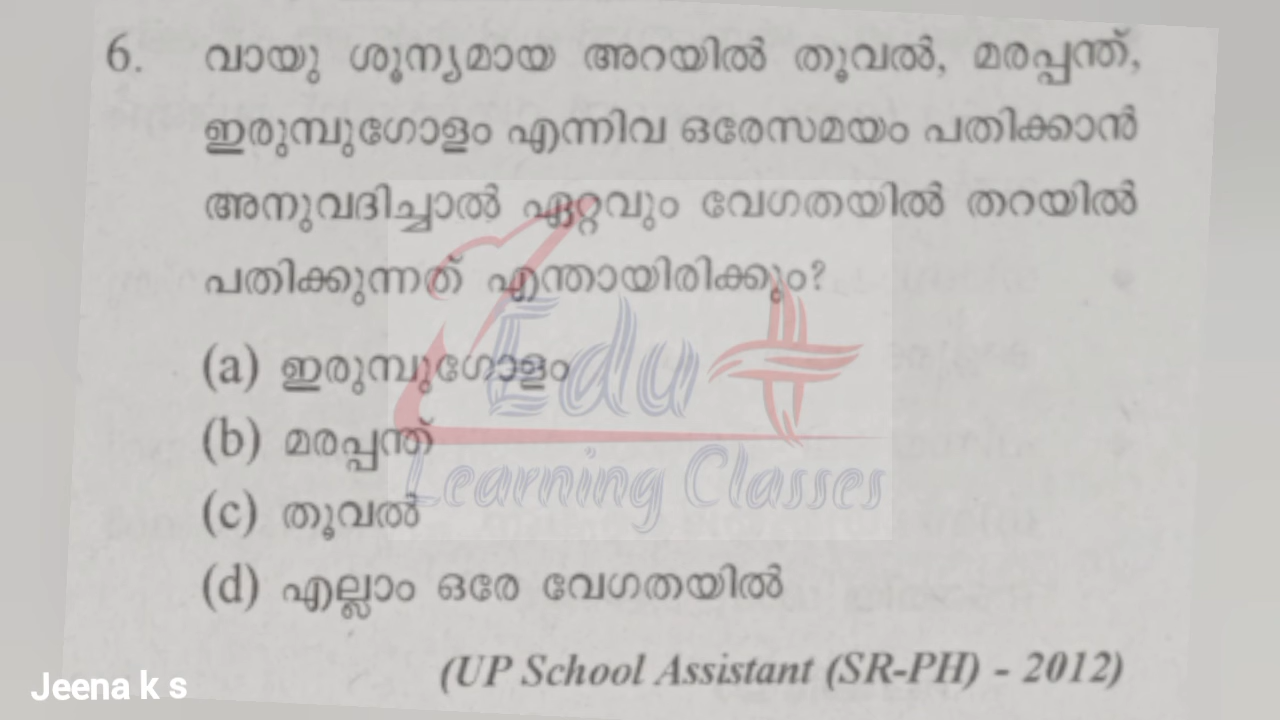 6. വായു ശൂന്യമായ അറയിൽ തൂവൽ, മരപ്പന്ത്,
ഇരുമ്പുഗോളം എന്നിവ ഒരേസമയം പതിക്കാൻ
അനുവദിച്ചാൽ ഏറ്റവും വേഗതയിൽ തറയിൽ
പതിക്കുന്നത് എന്തായിരിക്കും?
(a) ഇരുമ്പുഗോളം
(b) മരപ്പന്ത്
(c) തൂവൽ
(d) എല്ലാം ഒരേ വേഗതയിൽ
(UP School Assistant (SR-PH) - 2012)
Edu+
Learning Classes
Jeena k s